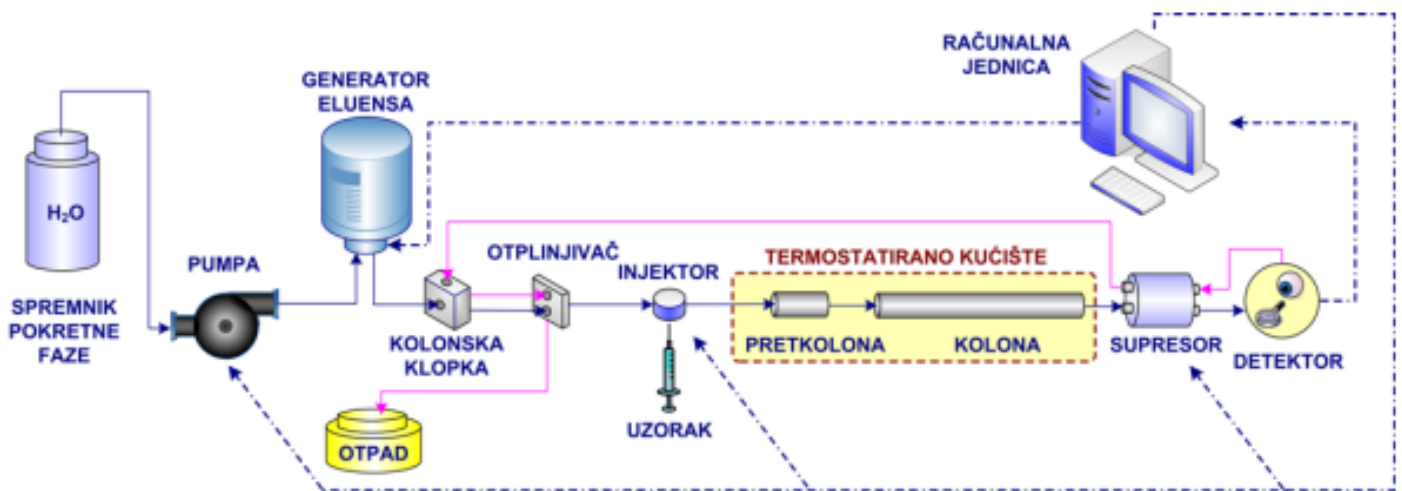 RAČUNALNA
JEDNICA
GENERATOR
ELUENSA
H₂O
SPREMNIK
POKRETNE
FAZE
PUMPA
KOLONSKA
KLOPKA
OTPLINJIVAČ
OTPAD
INJEKTOR
UZORAK
TERMOSTATIRANO KUĆIŠTE
PRETKOLONA
KOLONA
SUPRESOR
DETEKTOR